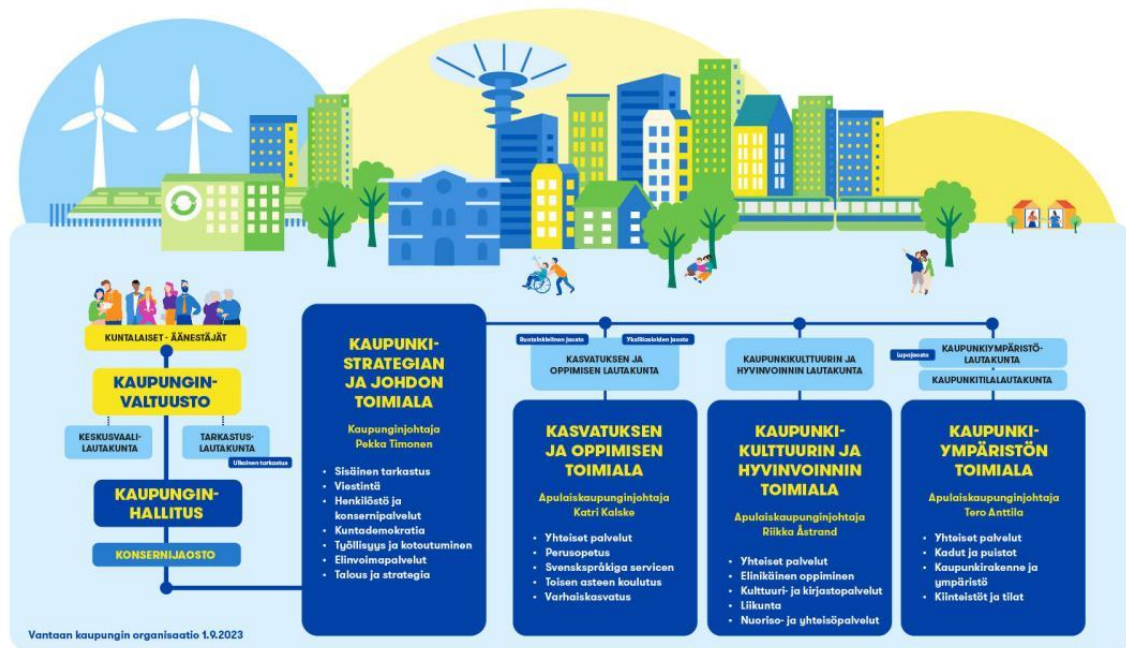 KUNTALAISET - ÄÄNESTÄJÄT
KAUPUNGIN-
VALTUUSTO
KESKUSVAALI-
LAUTAKUNTA
TARKASTUS-
LAUTAKUNTA
Ulkoinen tarkastus
KAUPUNGIN-
HALLITUS
KONSERNIJAOSTO
KAUPUNKI-
STRATEGIAN
JA JOHDON
TOIMIALA
Kaupunginjohtaja
Pekka Timonen
• Sisäinen tarkastus
• Viestintä
• Henkilöstö ja
konsernipalvelut
• Kuntademokratia
• Työllisyys ja kotoutuminen
• Elinvoimapalvelut
• Talous ja strategia
Ruotsinkielinen jaosto
Yksilöasioiden jaosto
KASVATUKSEN JA
OPPIMISEN LAUTAKUNTA
KASVATUKSEN
JA OPPIMISEN
TOIMIALA
Apulaiskaupunginjohtaja
Katri Kalske
• Yhteiset palvelut
• Perusopetus
• Svenskspråkiga servicen
• Toisen asteen koulutus
• Varhaiskasvatus
KAUPUNKIKULTTUURIN JA
HYVINVOINNIN LAUTAKUNTA
KAUPUNKI-
KULTTUURIN JA
HYVINVOINNIN
TOIMIALA
Apulaiskaupunginjohtaja
Riikka Åstrand
• Yhteiset palvelut
• Elinikäinen oppiminen
• Kulttuuri- ja kirjastopalvelut
• Liikunta
• Nuoriso- ja yhteisöpalvelut
KAUPUNKIYMPÄRISTÖ-
LAUTAKUNTA
Lupajaosto
KAUPUNKITILALAUTAKUNTA
KAUPUNKI-
YMPÄRISTÖN
TOIMIALA
Apulaiskaupunginjohtaja
Tero Anttila
• Yhteiset palvelut
• Kadut ja puistot
• Kaupunkirakenne ja
ympäristö
• Kiinteistöt ja tilat
Vantaan kaupungin organisaatio 1.9.2023